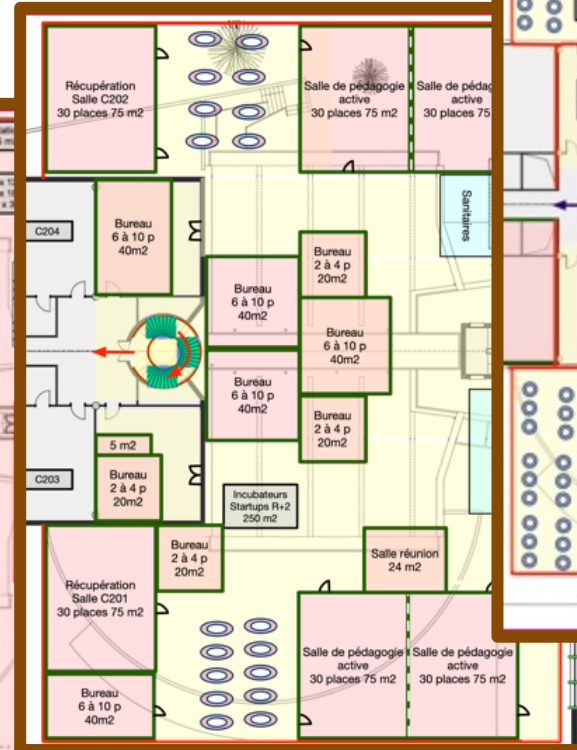 Récupération
Salle C202
30 places 75 m2
Salle de pédagogie
active
30 places 75 m2
Salle de pédag
active
30 places 75
C204
Bureau
6 à 10 p
40m2
Sanitaires
Bureau
2 à 4 p
20m2
Bureau
6 à 10 p
40m2
Bureau
6 à 10 p
40m2
Bureau
6 à 10 p
40m2
Bureau
2 à 4 p
20m2
5 m2
C203
Bureau
2 à 4 p
20m2
Incubateurs
Startups R+2
250 m2
Bureau
2 à 4 p
20m2
Salle réunion
24 m2
Récupération
Salle C201
30 places 75 m2
Salle de pédagogie
active
30 places 75 m2
Salle de pédagogie
active
30 places 75 m2
Bureau
6 à 10 p
40m2